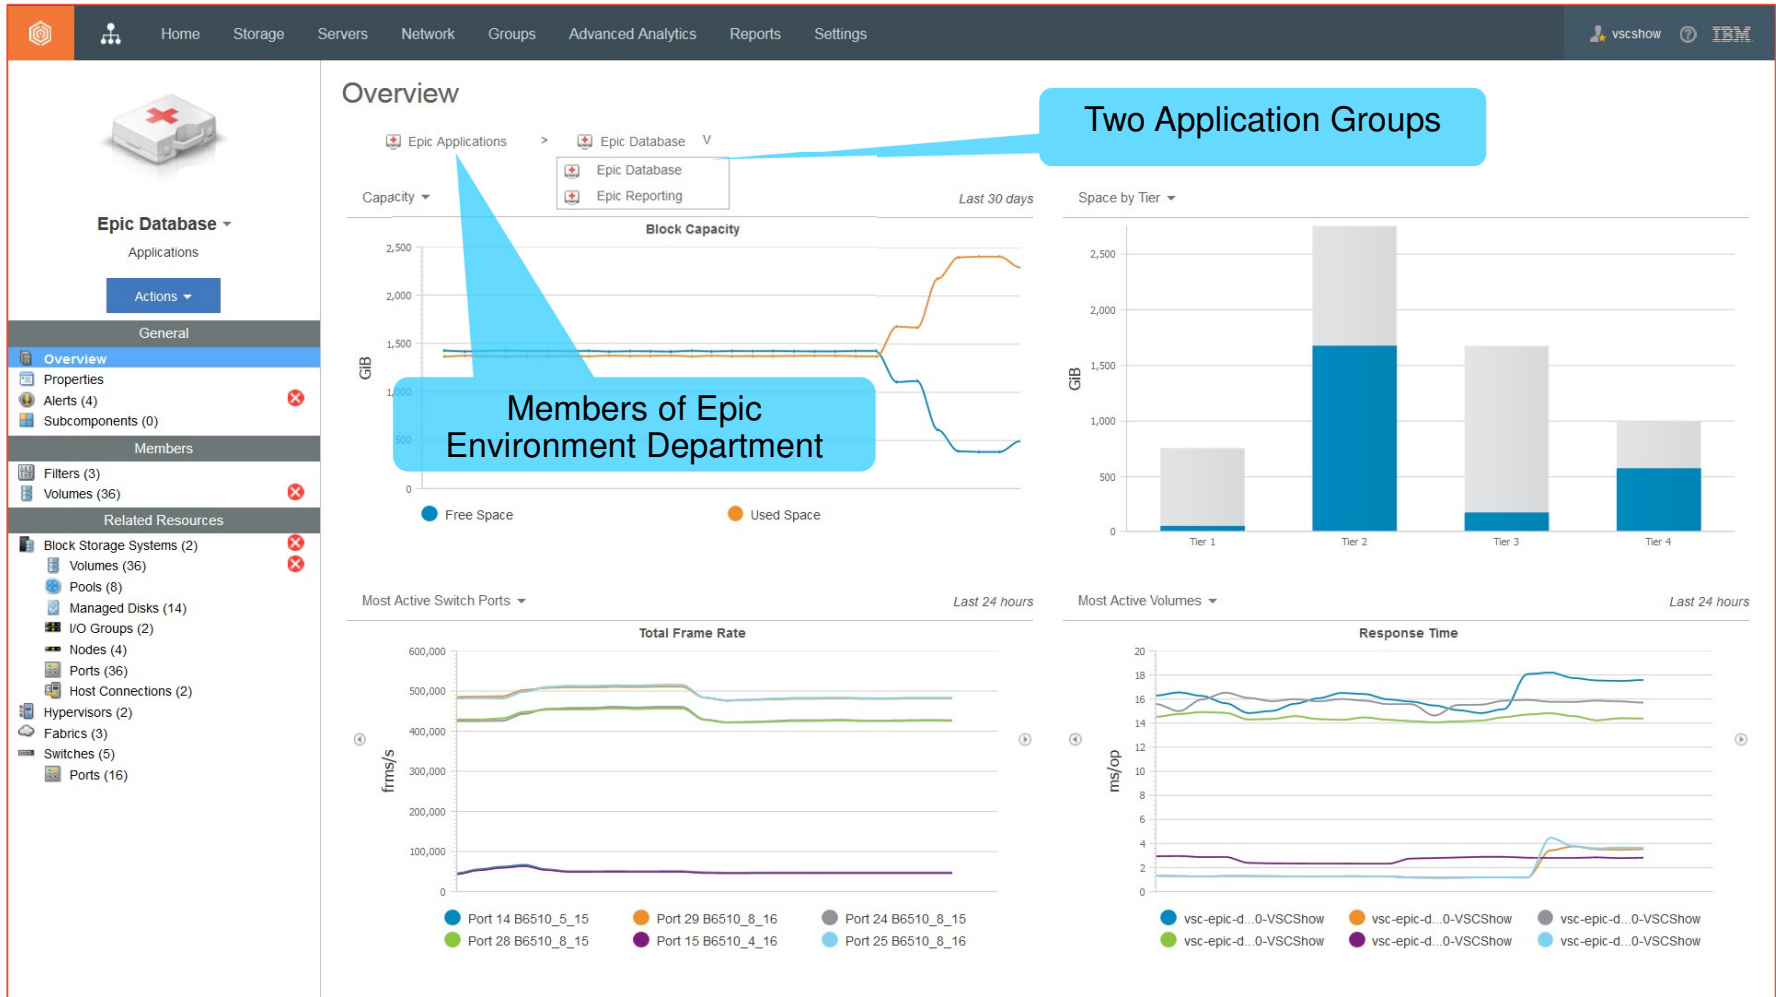 Home Storage Servers Network Groups Advanced Analytics Reports Settings vscshow ? IBM
Overview
Two Application Groups
Epic Applications > Epic Database V
Epic Database
Epic Reporting
Epic Database
Applications
Actions
General
Overview
Properties
Alerts (4)
Subcomponents (0)
Members
Filters (3)
Volumes (36)
Related Resources
Block Storage Systems (2)
Volumes (36)
Pools (8)
Managed Disks (14)
I/O Groups (2)
Nodes (4)
Ports (36)
Host Connections (2)
Hypervisors (2)
Fabrics (3)
Switches (5)
Ports (16)
Capacity Last 30 days
Block Capacity
2,500
2,000
1,500
1,000
500
0
GiB
Members of Epic
Environment Department
Free Space Used Space
Space by Tier
2,500
2,000
1,500
1,000
500
0
GiB
Tier 1 Tier 2 Tier 3 Tier 4
Most Active Switch Ports Last 24 hours
Total Frame Rate
600,000
500,000
400,000
300,000
200,000
100,000
0
frms/s
Port 14 B6510_5_15 Port 29 B6510_8_16 Port 24 B6510_8_15
Port 28 B6510_8_15 Port 15 B6510_4_16 Port 25 B6510_8_16
Most Active Volumes Last 24 hours
Response Time
20
18
16
14
12
10
8
6
4
2
0
ms/op
vsc-epic-d...0-VSCShow vsc-epic-d...0-VSCShow vsc-epic-d...0-VSCShow
vsc-epic-d...0-VSCShow vsc-epic-d...0-VSCShow vsc-epic-d...0-VSCShow